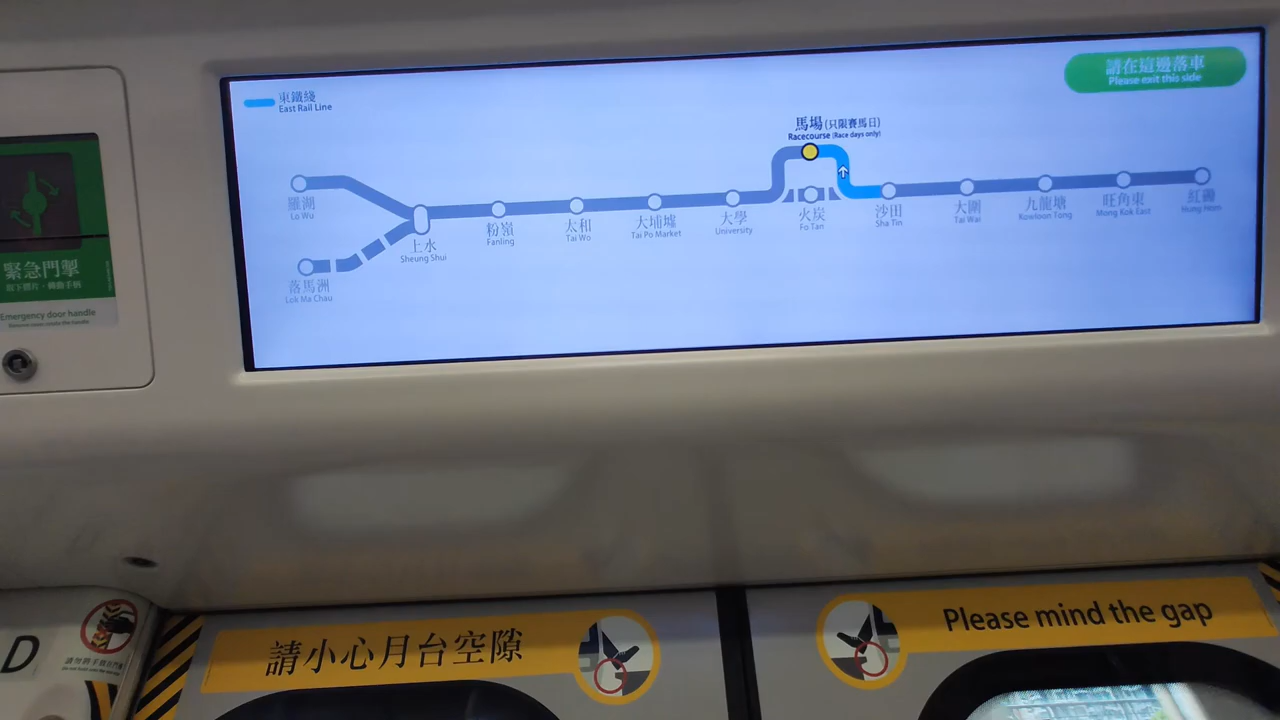 東鐵綫
East Rail Line
請在這邊落車
Please exit this side
馬場 (只限賽馬日)
Racecourse (Race days only)
羅湖
Lo Wu
上水
Sheung Shui
落馬洲
Lok Ma Chau
粉嶺
Fanling
太和
Tai Wo
大埔墟
Tai Po Market
大學
University
火炭
Fo Tan
沙田
Sha Tin
大圍
Tai Wai
九龍塘
Kowloon Tong
旺角東
Mong Kok East
紅磡
Hung Hom
緊急門掣
Emergency door handle
D
請小心月台空隙
Please mind the gap